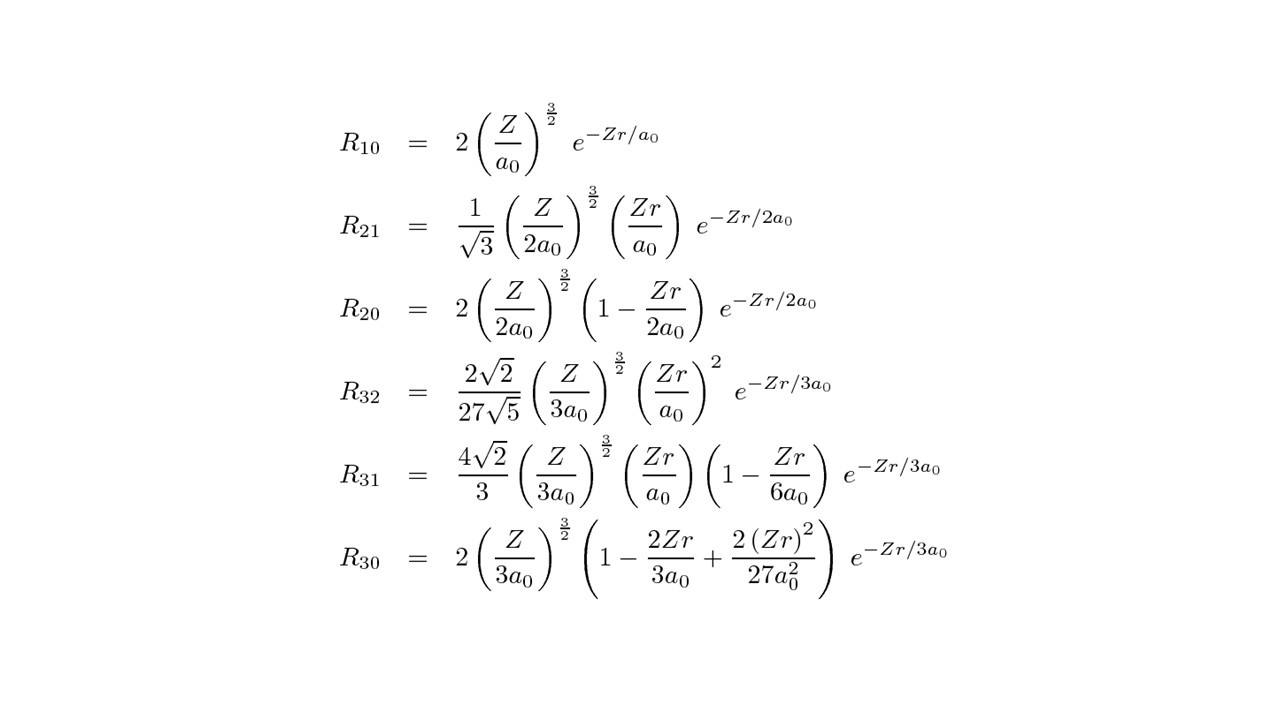 R_{10} = 2 \left( \frac{Z}{a_0} \right)^{\frac{3}{2}} e^{-Zr/a_0}
R_{21} = \frac{1}{\sqrt{3}} \left( \frac{Z}{2a_0} \right)^{\frac{3}{2}} \left( \frac{Zr}{a_0} \right) e^{-Zr/2a_0}
R_{20} = 2 \left( \frac{Z}{2a_0} \right)^{\frac{3}{2}} \left( 1 - \frac{Zr}{2a_0} \right) e^{-Zr/2a_0}
R_{32} = \frac{2\sqrt{2}}{27\sqrt{5}} \left( \frac{Z}{3a_0} \right)^{\frac{3}{2}} \left( \frac{Zr}{a_0} \right)^2 e^{-Zr/3a_0}
R_{31} = \frac{4\sqrt{2}}{3} \left( \frac{Z}{3a_0} \right)^{\frac{3}{2}} \left( \frac{Zr}{a_0} \right) \left( 1 - \frac{Zr}{6a_0} \right) e^{-Zr/3a_0}
R_{30} = 2 \left( \frac{Z}{3a_0} \right)^{\frac{3}{2}} \left( 1 - \frac{2Zr}{3a_0} + \frac{2(Zr)^2}{27a_0^2} \right) e^{-Zr/3a_0}